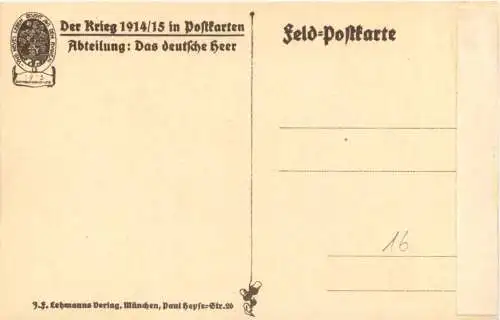 Der Krieg 1914/15 in Postkarten
Abteilung: Das deutsche Heer
Feld-Postkarte
16
J. F. Lehmanns Verlag, München, Paul Heyse-Str. 26